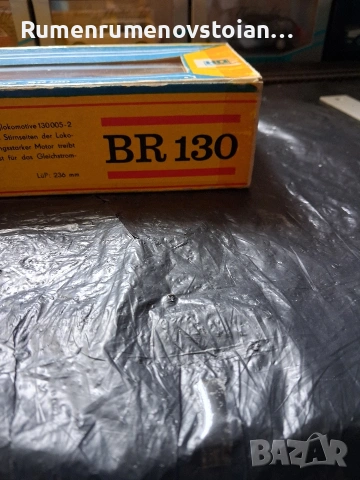 Rumenrumenovstoian...
lokomotive 130 005-2
Stirnseiten der Loko-
ngsstarker Motor treibt
für das Gleichstrom-
LüP: 236 mm
BR 130
BAZAR